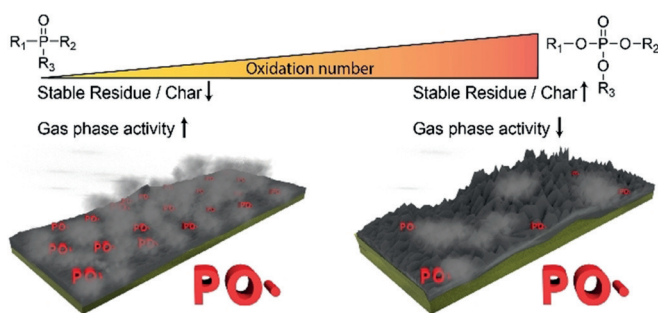 O
R₁-P-R₂
R₃
Oxidation number
O
R₁-O-P-O-R₂
O
R₃
Stable Residue / Char ↓
Gas phase activity ↑
Stable Residue / Char ↑
Gas phase activity ↓
PO•
PO•